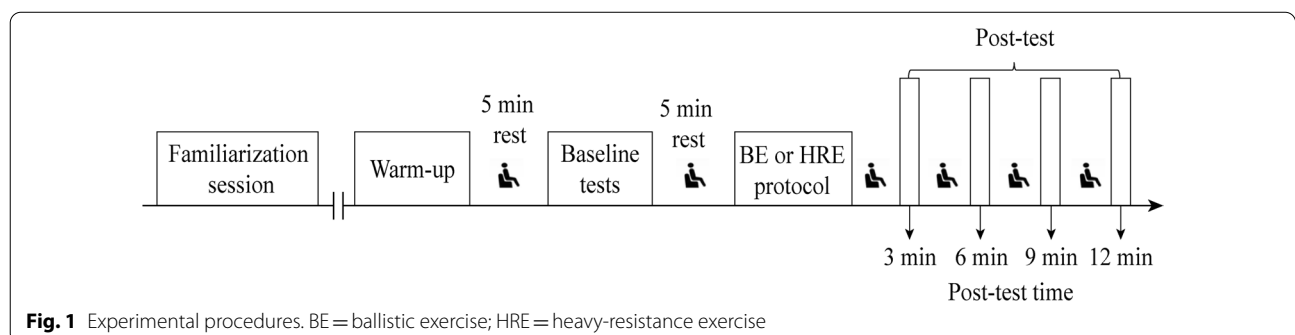 Post-test
5 min
rest
5 min
rest
Familiarization
session
Warm-up
Baseline
tests
BE or HRE
protocol
3 min
6 min
9 min
12 min
Post-test time
Fig. 1 Experimental procedures. BE = ballistic exercise; HRE = heavy-resistance exercise